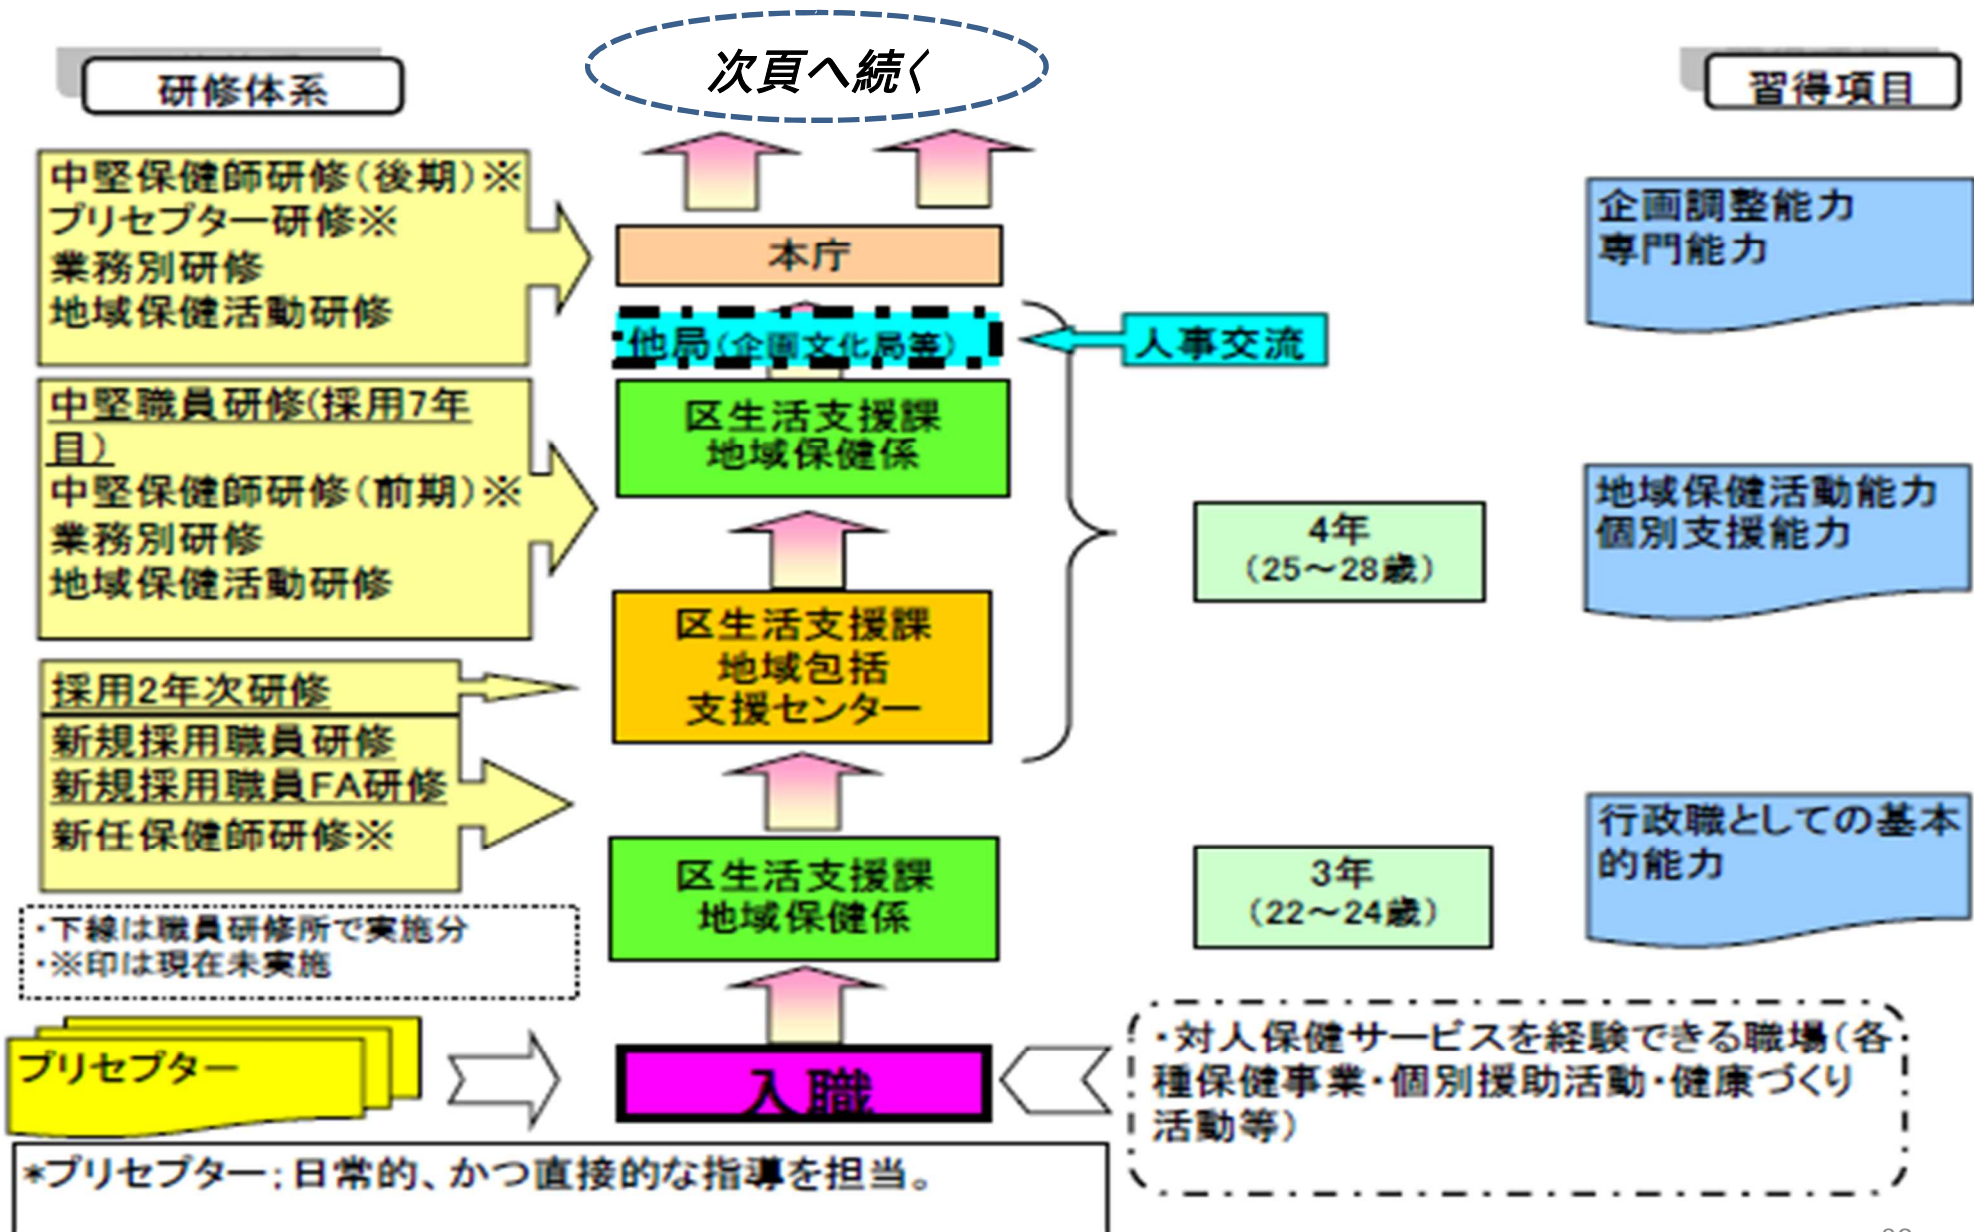 研修体系
次頁へ続く
習得項目
中堅保健師研修(後期)※
プリセプター研修※
業務別研修
地域保健活動研修
本庁
企画調整能力
専門能力
他局(企画文化局等)
人事交流
中堅職員研修(採用7年
目)
中堅保健師研修(前期)※
業務別研修
地域保健活動研修
区生活支援課
地域保健係
4年
(25～28歳)
地域保健活動能力
個別支援能力
採用2年次研修
区生活支援課
地域包括
支援センター
新規採用職員研修
新規採用職員FA研修
新任保健師研修※
区生活支援課
地域保健係
3年
(22～24歳)
行政職としての基本
的能力
・下線は職員研修所で実施分
・※印は現在未実施
プリセプター
入職
・対人保健サービスを経験できる職場(各
種保健事業・個別援助活動・健康づくり
活動等)
*プリセプター;日常的、かつ直接的な指導を担当。